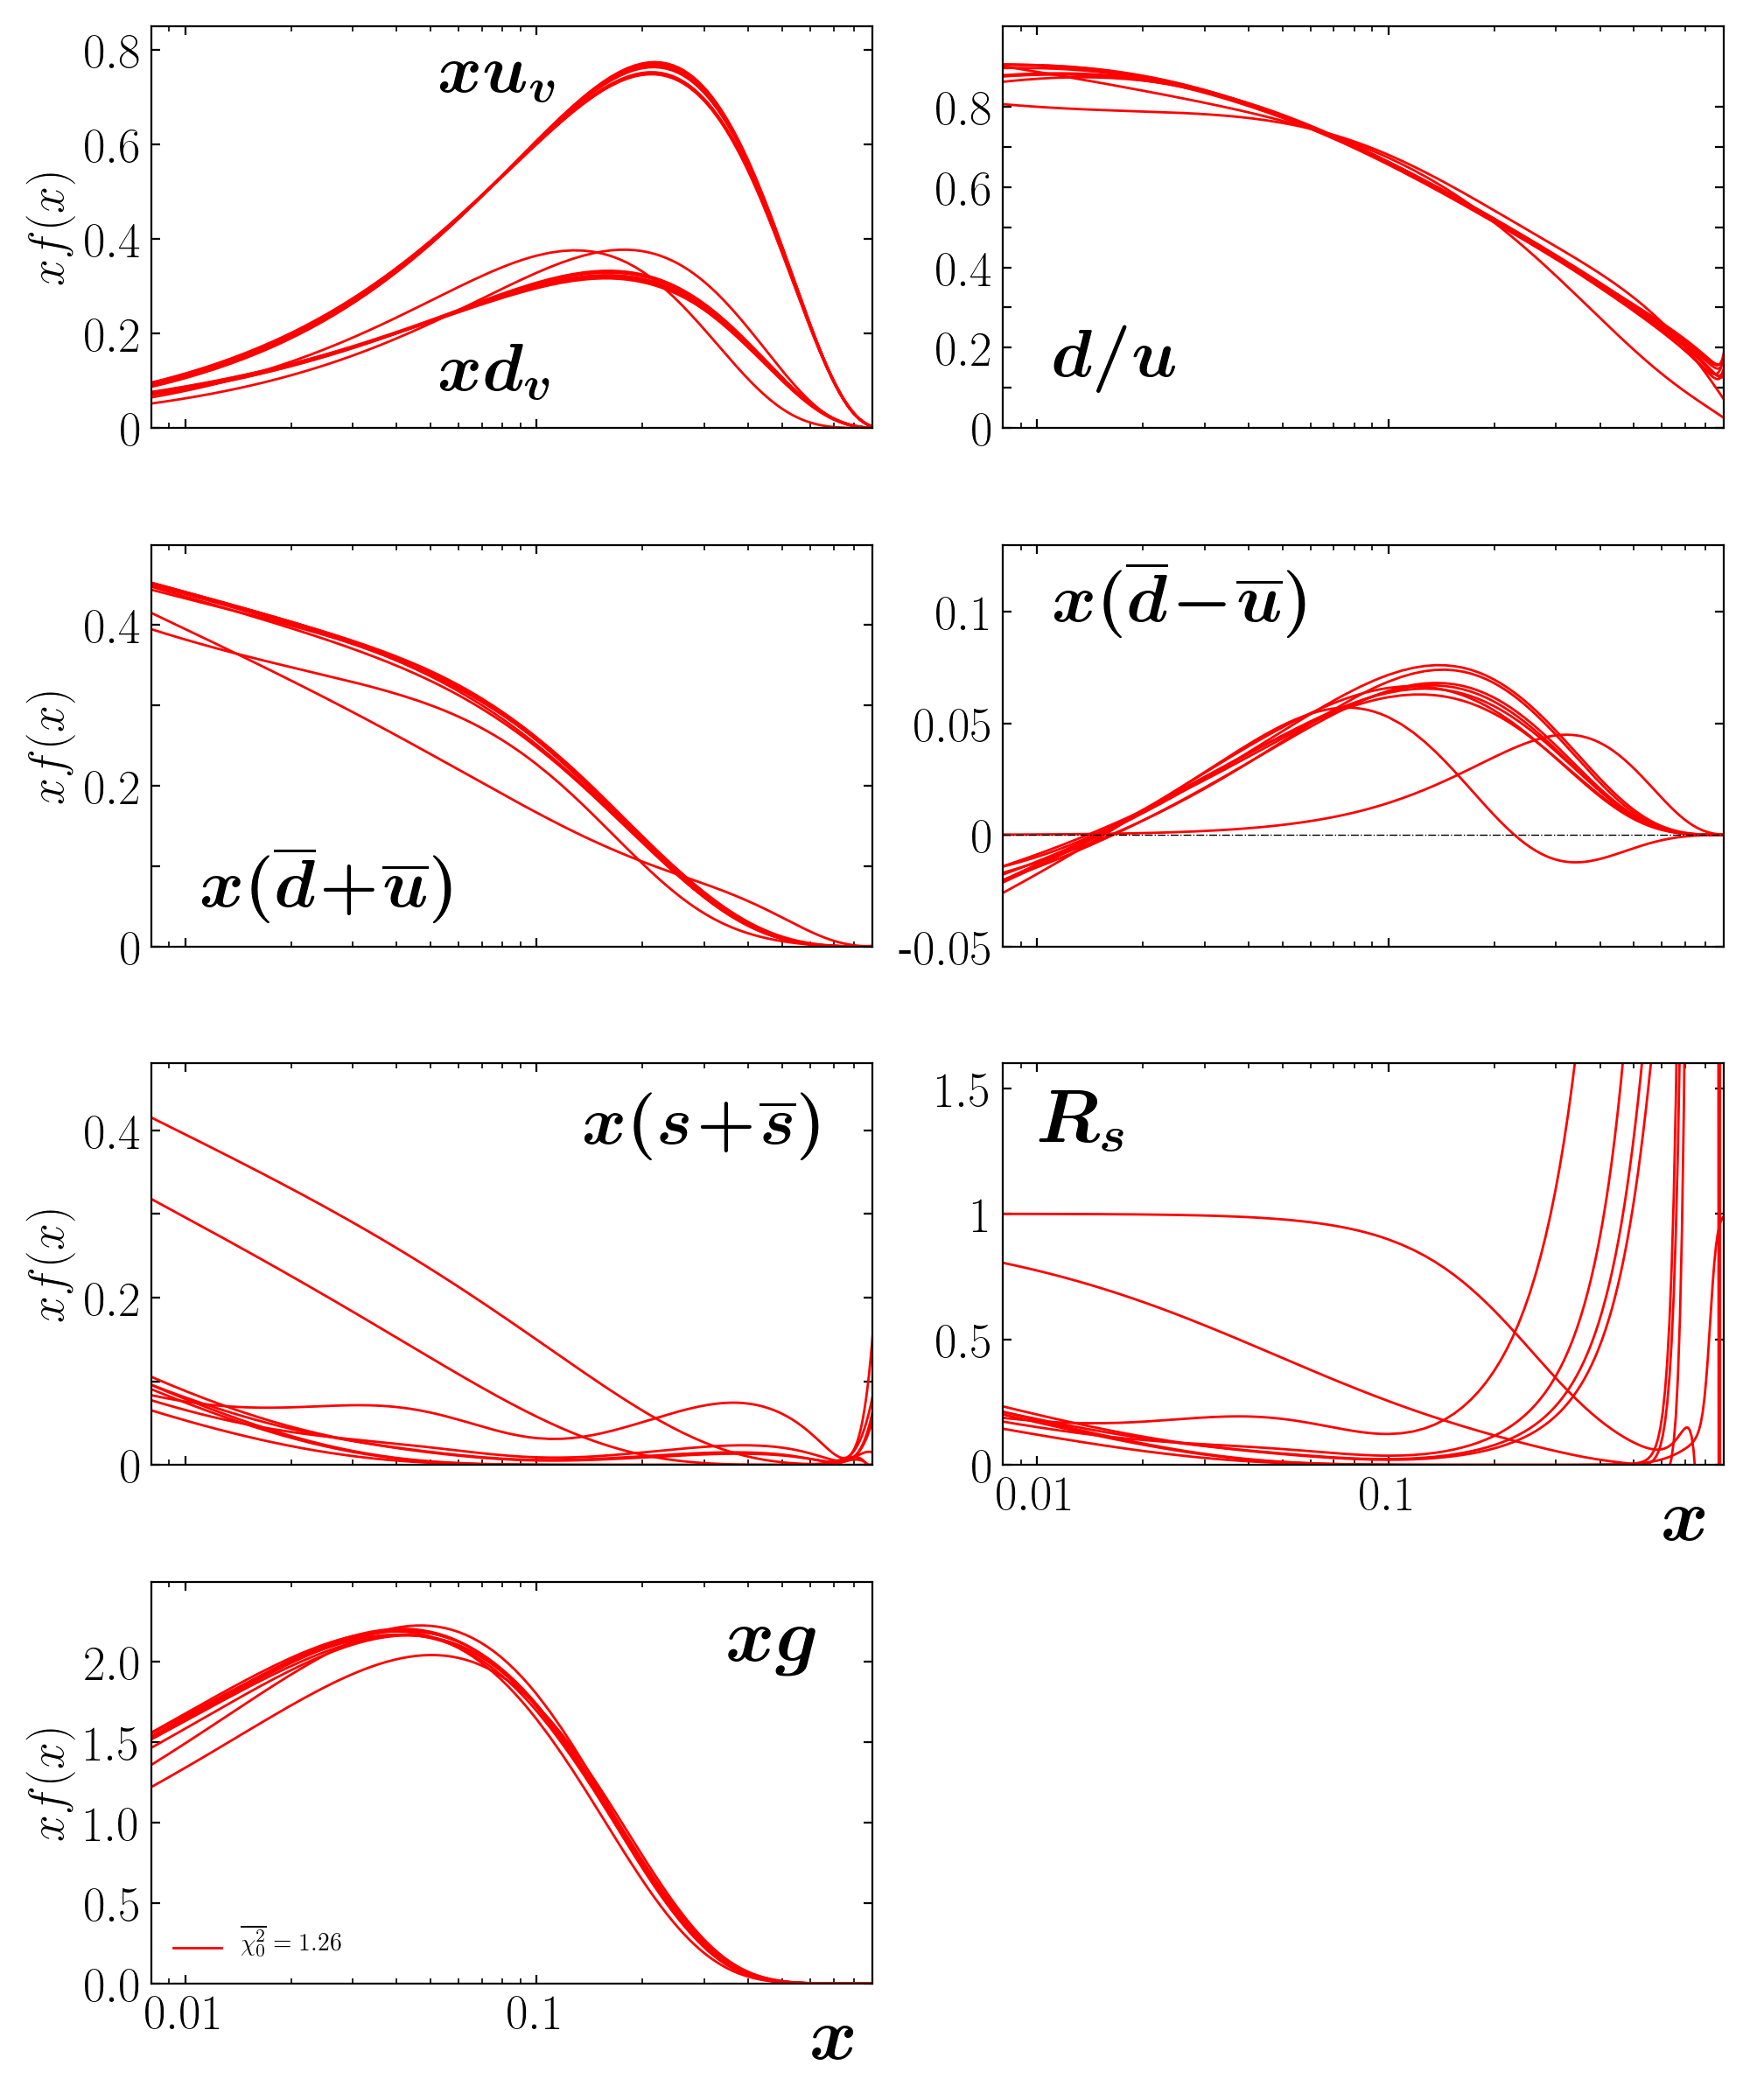 0.8
0.6
0.4
0.2
0
xf(x)
xu_v
xd_v
0.8
0.6
0.4
0.2
0
d/u
0.4
0.2
0
xf(x)
x(d̅+u̅)
0.1
0.05
0
-0.05
x(d̅−u̅)
0.4
0.2
0
xf(x)
x(s+s̅)
1.5
1
0.5
0
R_s
0.01
0.1
x
2.0
1.5
1.0
0.5
0.0
xf(x)
xg
χ̅₀² = 1.26
0.01
0.1
x